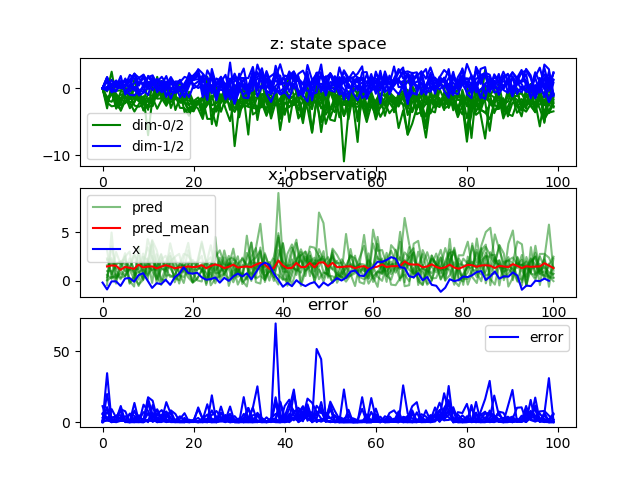 z: state space
0
−10
dim-0/2
dim-1/2
0 20 40 60 80 100
x: observation
5
0
pred
pred_mean
x
0 20 40 60 80 100
error
50
0
error
0 20 40 60 80 100